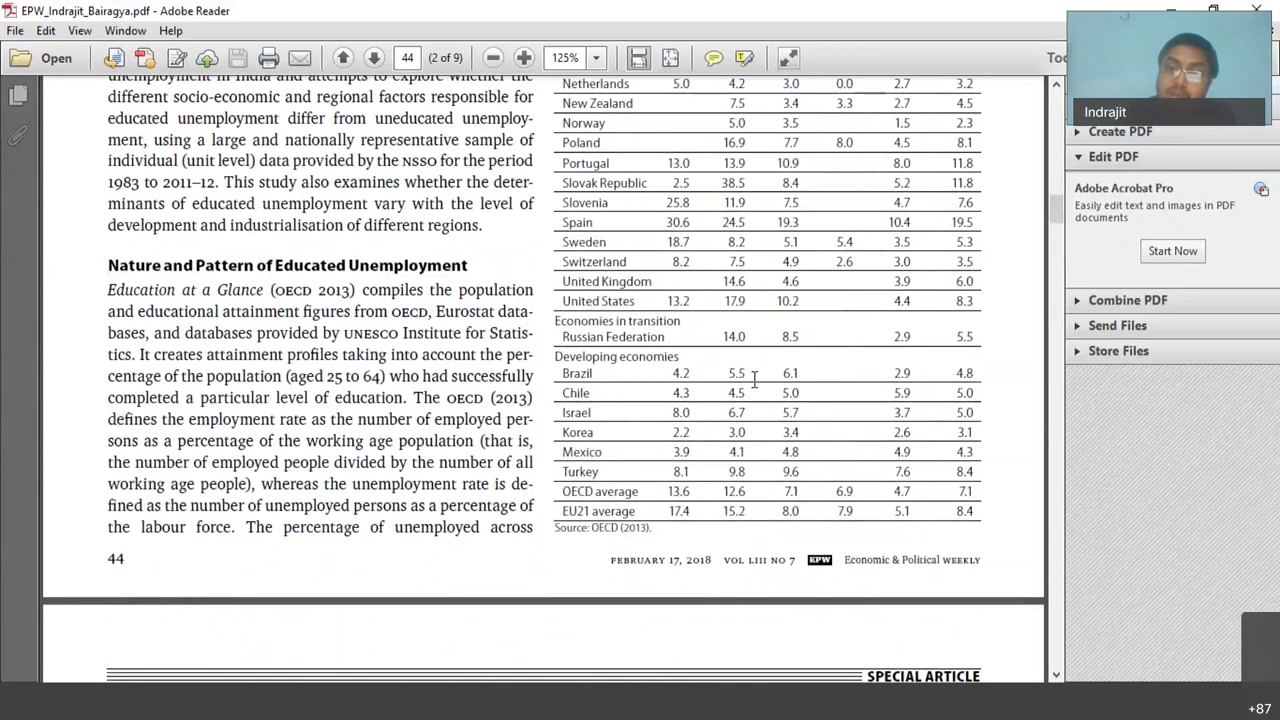 EPW_Indrajit_Bairagya.pdf - Adobe Reader
File Edit View Window Help
Open 44 (2 of 9) 125%
Indrajit
different socio-economic and regional factors responsible for
educated unemployment differ from uneducated unemploy-
ment, using a large and nationally representative sample of
individual (unit level) data provided by the NSSO for the period
1983 to 2011–12. This study also examines whether the deter-
minants of educated unemployment vary with the level of
development and industrialisation of different regions.
Nature and Pattern of Educated Unemployment
Education at a Glance (OECD 2013) compiles the population
and educational attainment figures from OECD, Eurostat data-
bases, and databases provided by UNESCO Institute for Statis-
tics. It creates attainment profiles taking into account the per-
centage of the population (aged 25 to 64) who had successfully
completed a particular level of education. The OECD (2013)
defines the employment rate as the number of employed per-
sons as a percentage of the working age population (that is,
the number of employed people divided by the number of all
working age people), whereas the unemployment rate is de-
fined as the number of unemployed persons as a percentage of
the labour force. The percentage of unemployed across
Netherlands 5.0 4.2 3.0 0.0 2.7 3.2
New Zealand 7.5 3.4 3.3 2.7 4.5
Norway 5.0 3.5 1.5 2.3
Poland 16.9 7.7 8.0 4.5 8.1
Portugal 13.0 13.9 10.9 8.0 11.8
Slovak Republic 2.5 38.5 8.4 5.2 11.8
Slovenia 25.8 11.9 7.5 4.7 7.6
Spain 30.6 24.5 19.3 10.4 19.5
Sweden 18.7 8.2 5.1 5.4 3.5 5.3
Switzerland 8.2 7.5 4.9 2.6 3.0 3.5
United Kingdom 14.6 4.6 3.9 6.0
United States 13.2 17.9 10.2 4.4 8.3
Economies in transition
Russian Federation 14.0 8.5 2.9 5.5
Developing economies
Brazil 4.2 5.5 6.1 2.9 4.8
Chile 4.3 4.5 5.0 5.9 5.0
Israel 8.0 6.7 5.7 3.7 5.0
Korea 2.2 3.0 3.4 2.6 3.1
Mexico 3.9 4.1 4.8 4.9 4.3
Turkey 8.1 9.8 9.6 7.6 8.4
OECD average 13.6 12.6 7.1 6.9 4.7 7.1
EU21 average 17.4 15.2 8.0 7.9 5.1 8.4
Source: OECD (2013).
44
FEBRUARY 17, 2018 VOL LIII NO 7 EPW Economic & Political WEEKLY
SPECIAL ARTICLE
Create PDF
Edit PDF
Adobe Acrobat Pro
Easily edit text and images in PDF
documents
Start Now
Combine PDF
Send Files
Store Files
+87